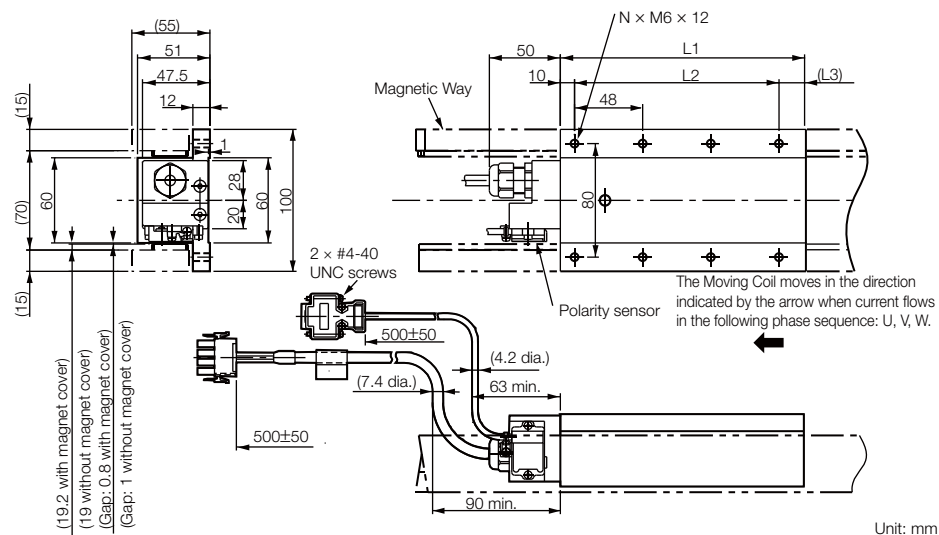 N × M6 × 12
(55)
51
50
L1
47.5
10
L2
(L3)
12
Magnetic Way
48
(15)
1
60
(70)
28
20
60
100
80
(15)
2 × #4-40
UNC screws
Polarity sensor
The Moving Coil moves in the direction
indicated by the arrow when current flows
in the following phase sequence: U, V, W.
500±50
(4.2 dia.)
(7.4 dia.)
63 min.
500±50
(19.2 with magnet cover)
(19 without magnet cover)
(Gap: 0.8 with magnet cover)
(Gap: 1 without magnet cover)
90 min.
Unit: mm